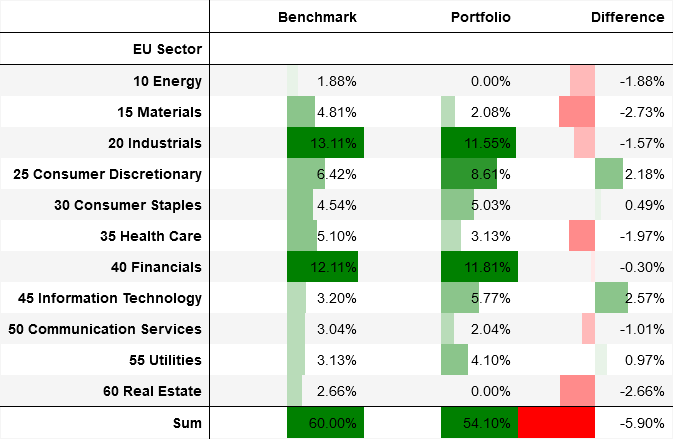 Benchmark Portfolio Difference
EU Sector
10 Energy 1.88% 0.00% -1.88%
15 Materials 4.81% 2.08% -2.73%
20 Industrials 13.11% 11.55% -1.57%
25 Consumer Discretionary 6.42% 8.61% 2.18%
30 Consumer Staples 4.54% 5.03% 0.49%
35 Health Care 5.10% 3.13% -1.97%
40 Financials 12.11% 11.81% -0.30%
45 Information Technology 3.20% 5.77% 2.57%
50 Communication Services 3.04% 2.04% -1.01%
55 Utilities 3.13% 4.10% 0.97%
60 Real Estate 2.66% 0.00% -2.66%
Sum 60.00% 54.10% -5.90%